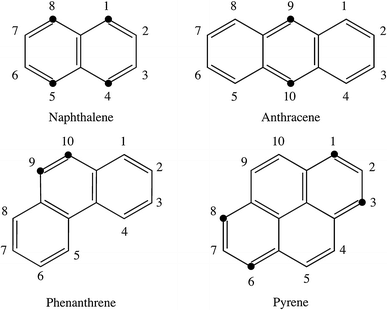 8 1
7 2
6 3
5 4
Naphthalene
8 9 1
7 2
6 3
5 10 4
Anthracene
10 1
9 2
8 3
7 4
6 5
Phenanthrene
10 1
9 2
8 3
7 4
6 5
Pyrene